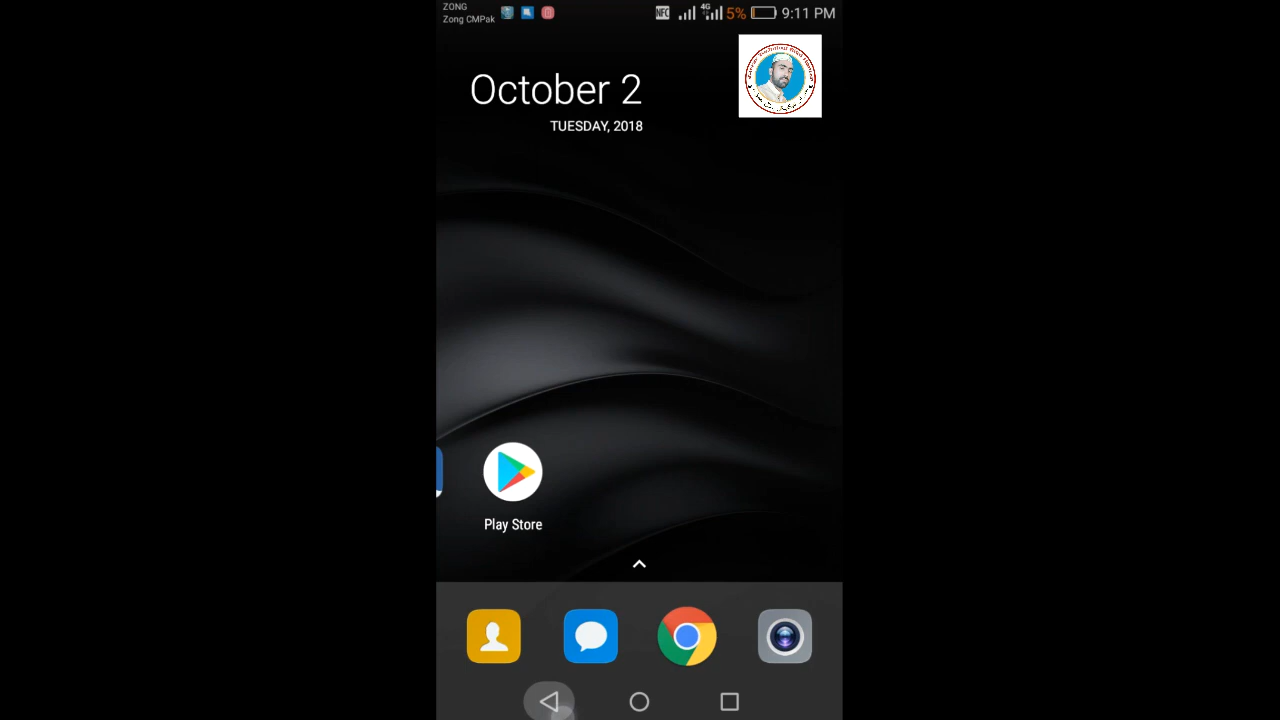 ZONG
Zong CMPak
NFC
4G
5%
9:11 PM
October 2
TUESDAY, 2018
Play Store